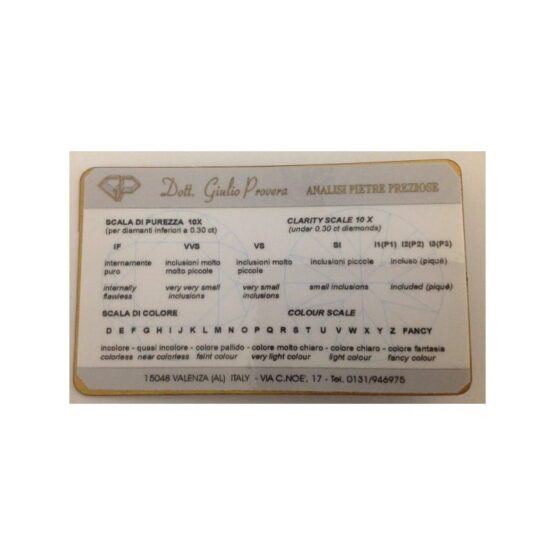 Dott. Giulio Provera ANALISI PIETRE PREZIOSE
SCALA DI PUREZZA 10X CLARITY SCALE 10 X
(per diamanti inferiori a 0.30 ct) (under 0.30 ct diamonds)
IF VVS VS SI I1(P1) I2(P2) I3(P3)
internamente inclusioni molto inclusioni molto inclusioni piccole incluso (piqué)
puro molto piccole piccole
internally very very small very small small inclusions included (piqué)
flawless inclusions inclusions
SCALA DI COLORE COLOUR SCALE
D E F G H I J K L M N O P Q R S T U V W X Y Z FANCY
incolore - quasi incolore - colore pallido - colore molto chiaro - colore chiaro - colore fantasia
colorless near colorless faint colour very light colour light colour fancy colour
15048 VALENZA (AL) ITALY - VIA C.NOE', 17 - Tel. 0131/946975